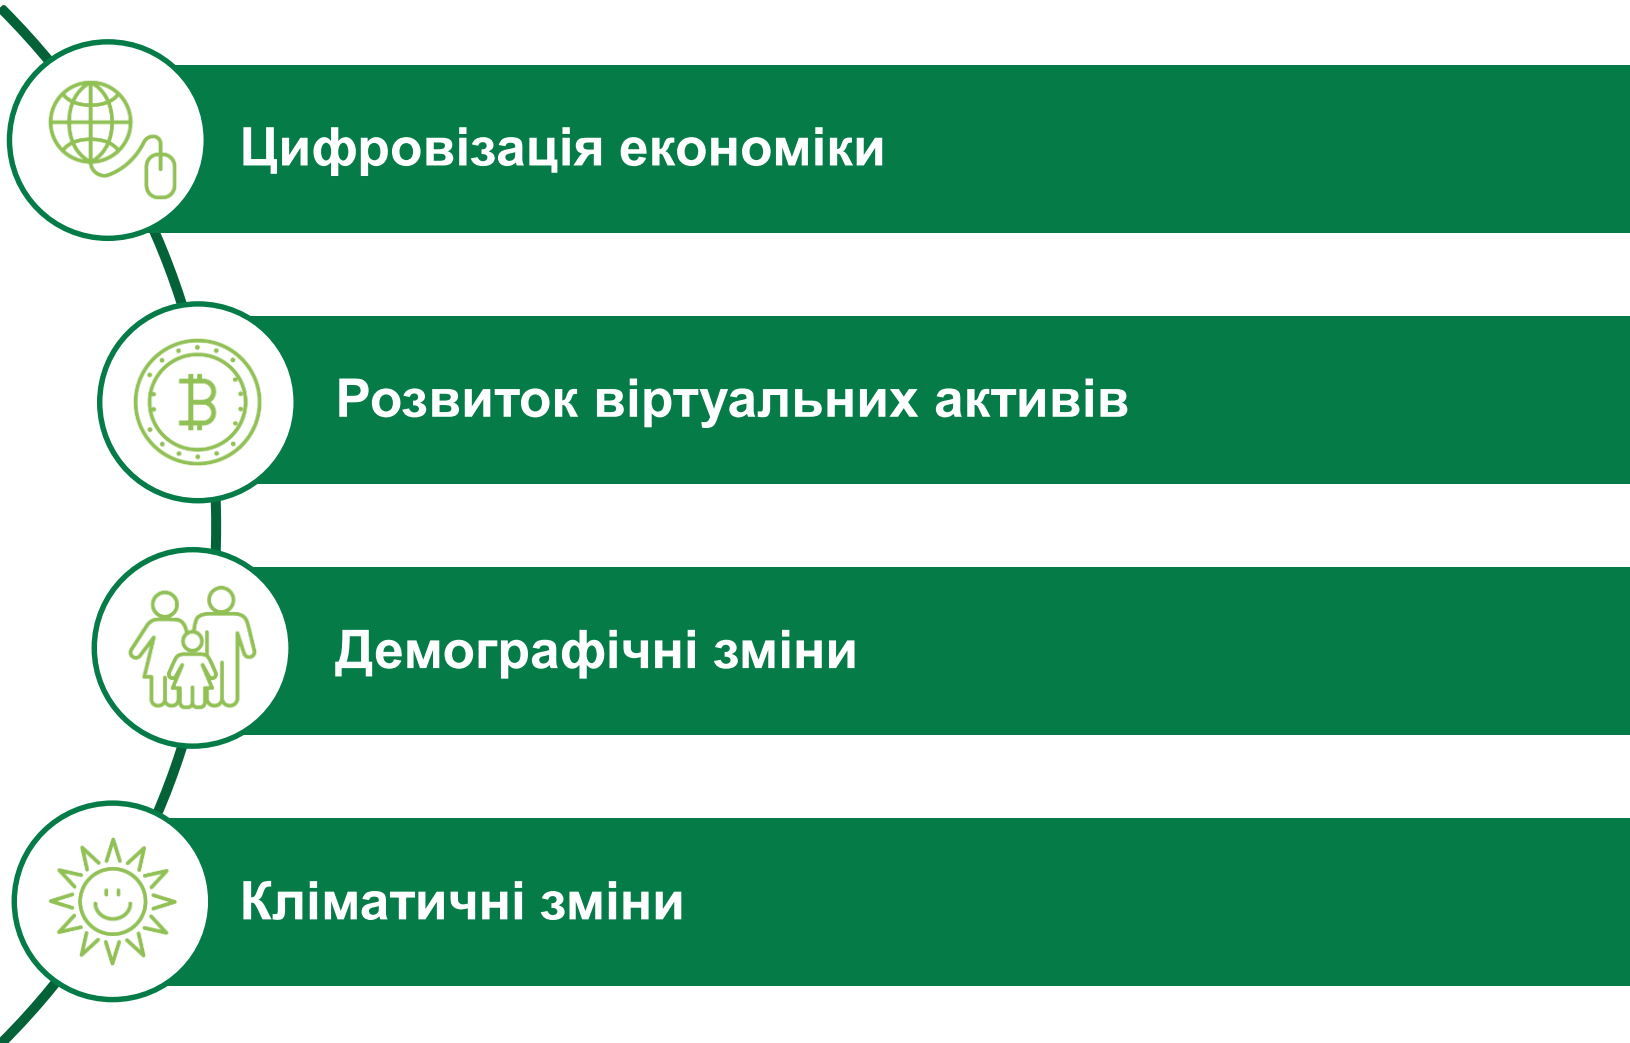 Цифровізація економіки
Розвиток віртуальних активів
Демографічні зміни
Кліматичні зміни